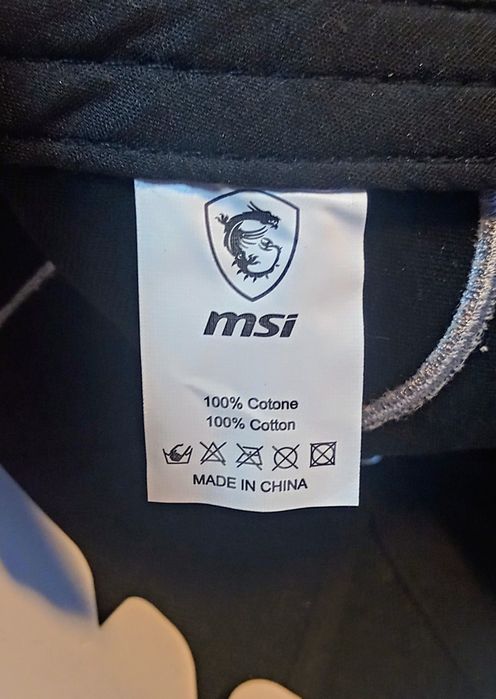 msi
100% Cotone
100% Cotton
MADE IN CHINA